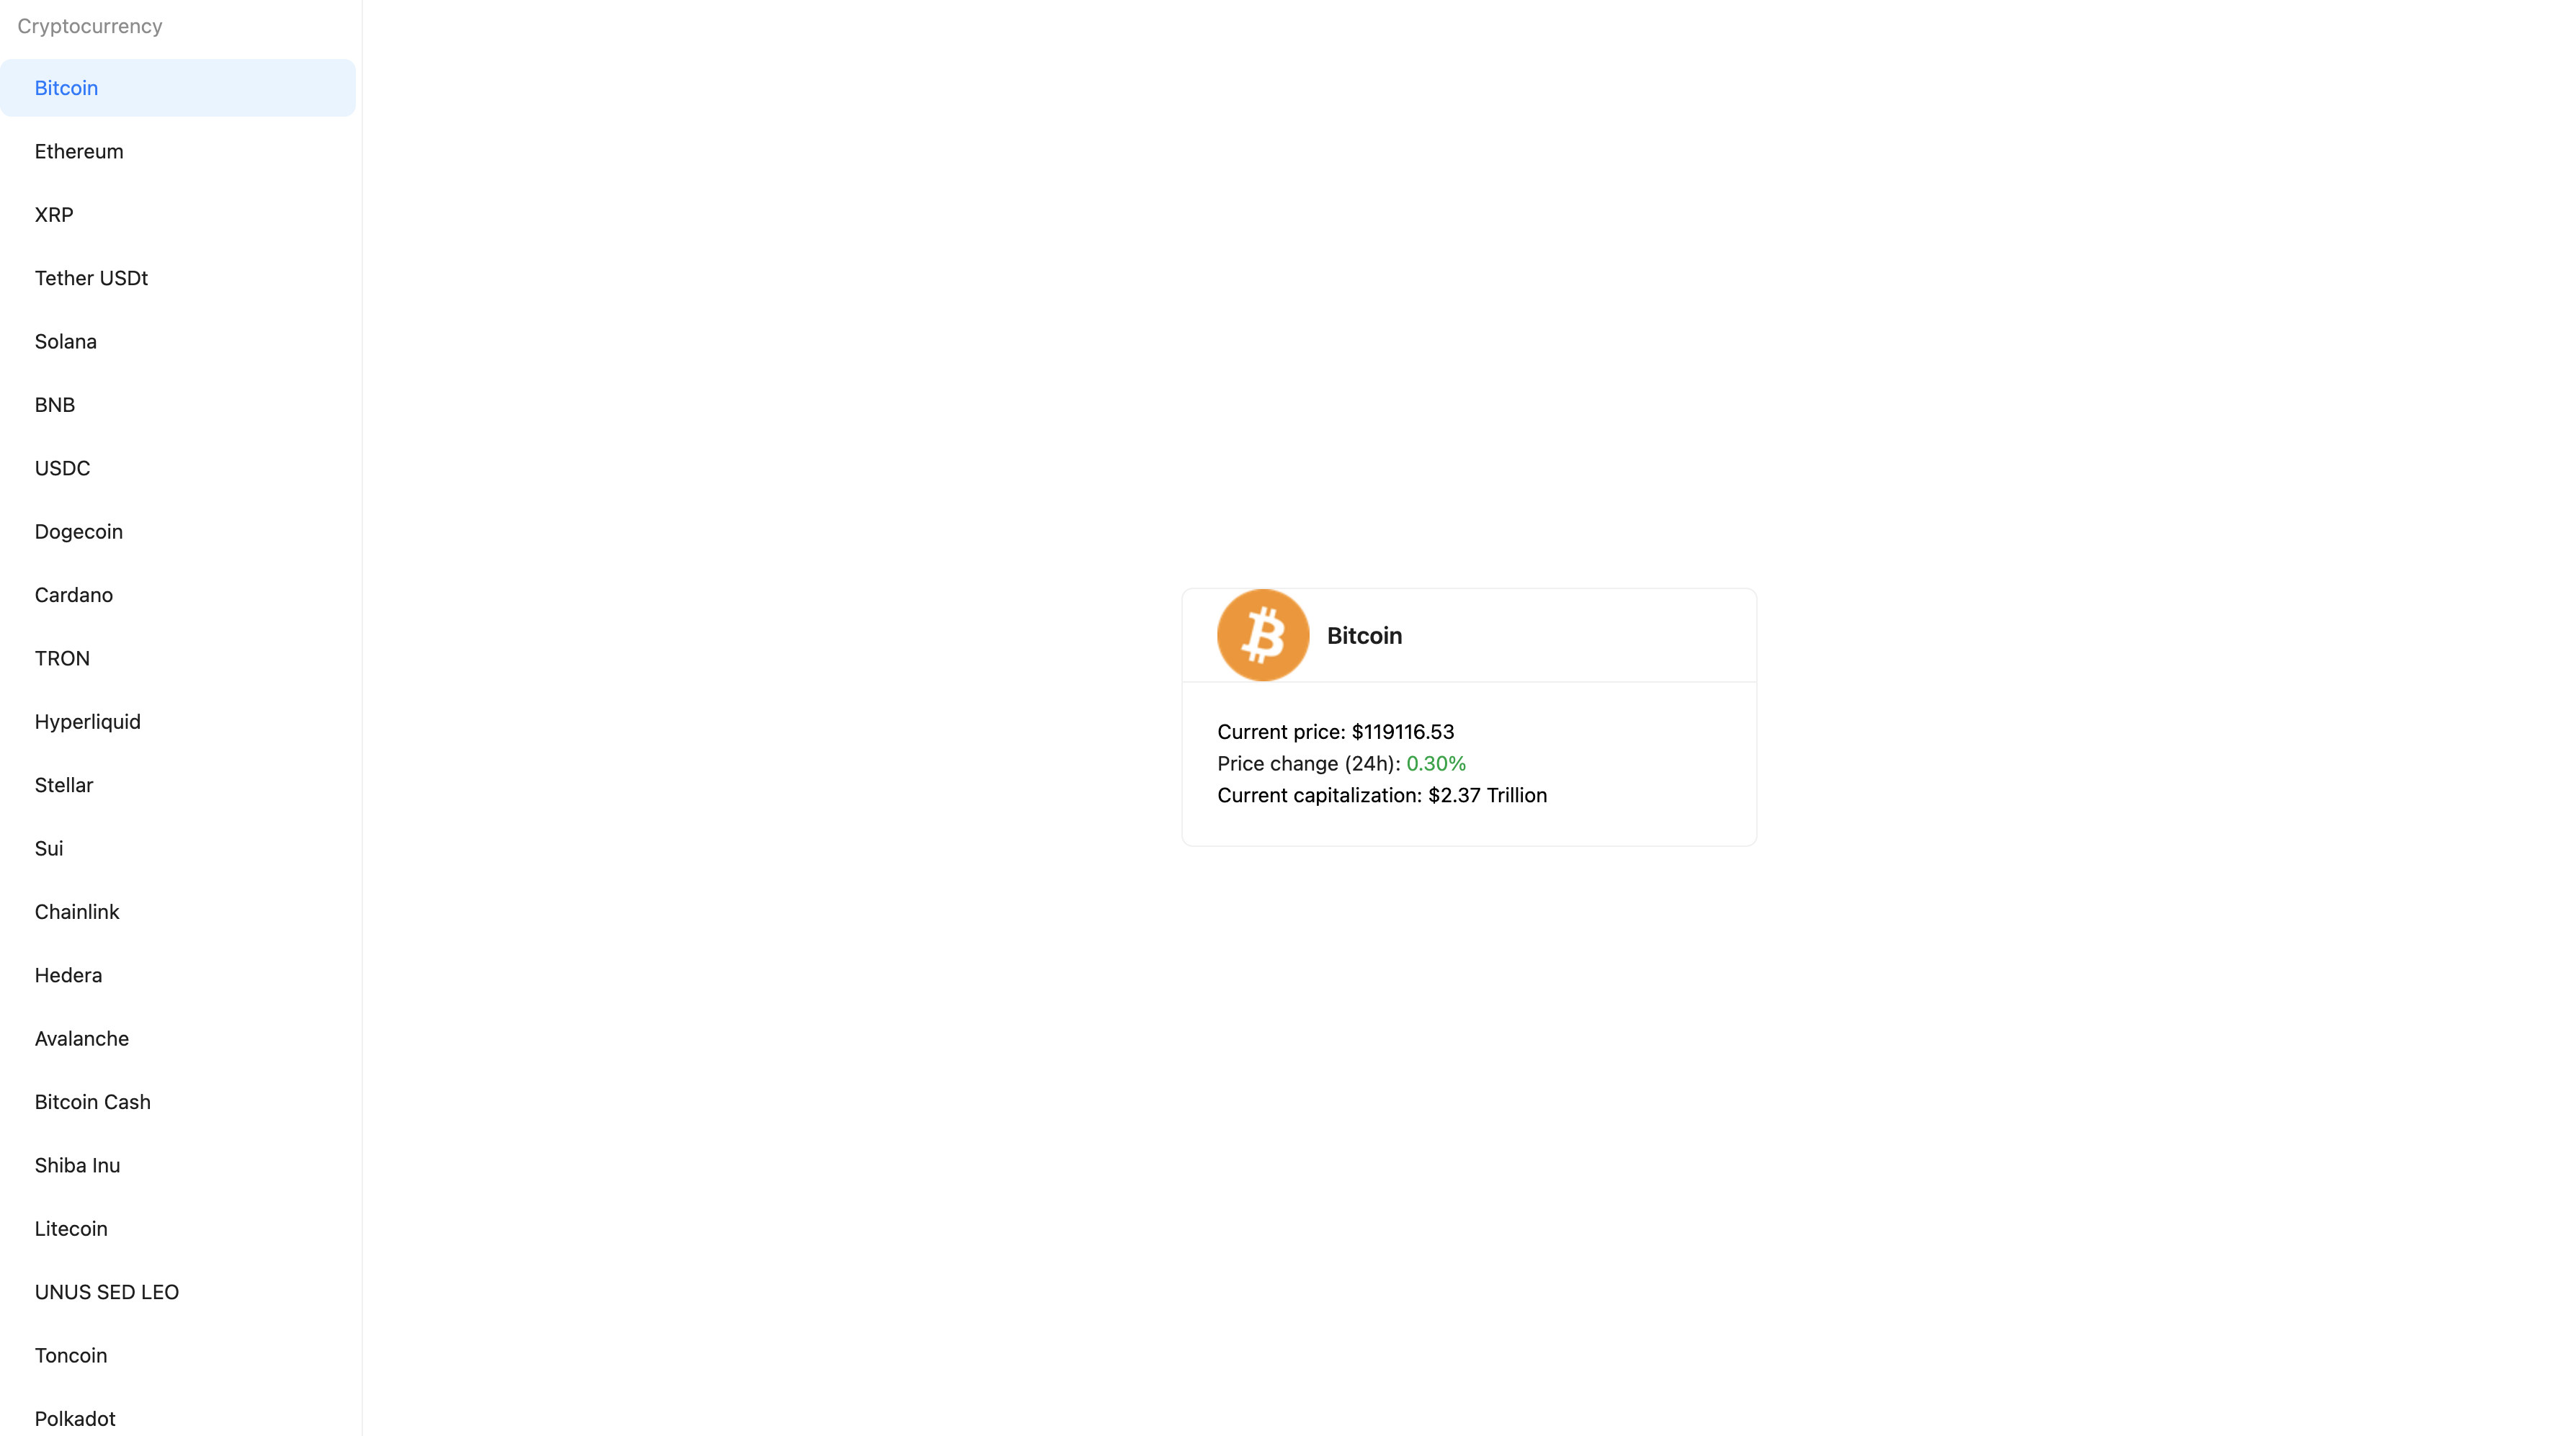 Cryptocurrency
Bitcoin
Ethereum
XRP
Tether USDt
Solana
BNB
USDC
Dogecoin
Cardano
TRON
Hyperliquid
Stellar
Sui
Chainlink
Hedera
Avalanche
Bitcoin Cash
Shiba Inu
Litecoin
UNUS SED LEO
Toncoin
Polkadot
Bitcoin
Current price: $119116.53
Price change (24h): 0.30%
Current capitalization: $2.37 Trillion